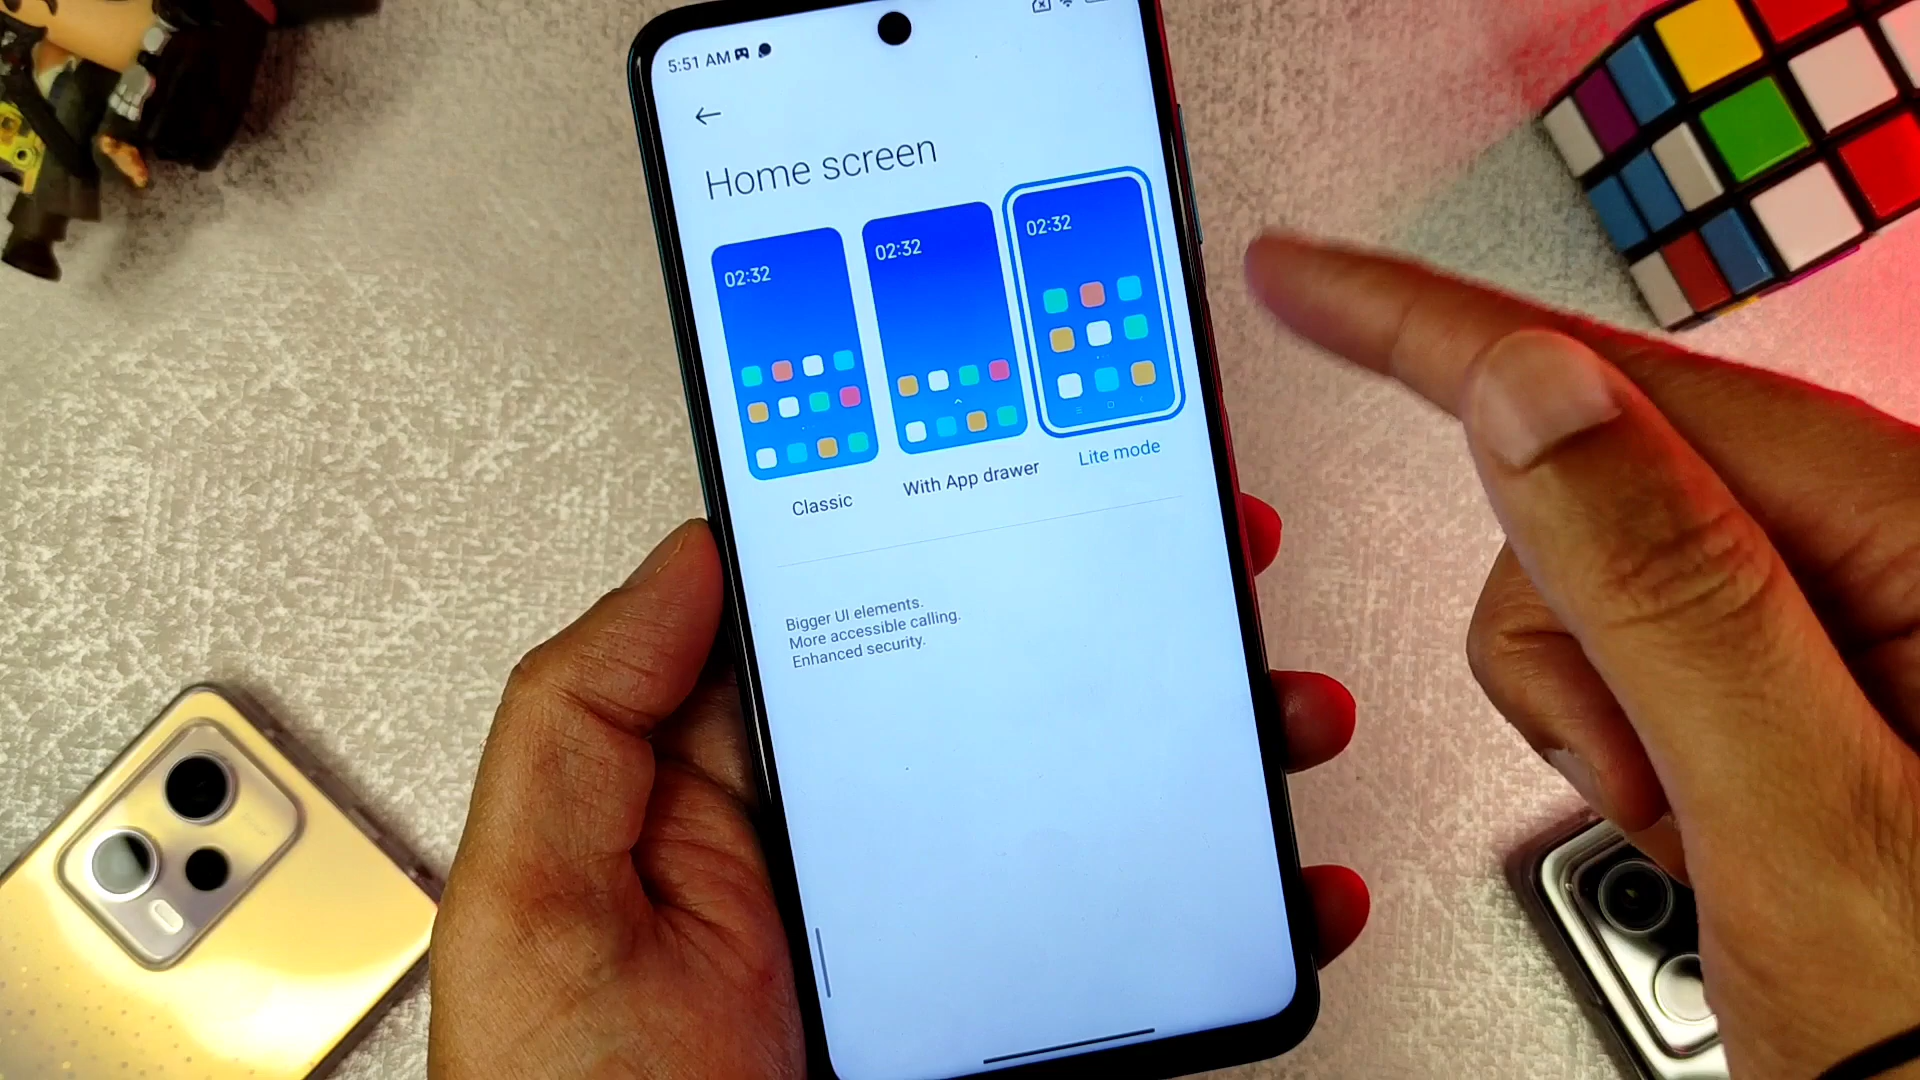 5:51 AM
Home screen
02:32
02:32
02:32
Classic
With App drawer
Lite mode
Bigger UI elements.
More accessible calling.
Enhanced security.